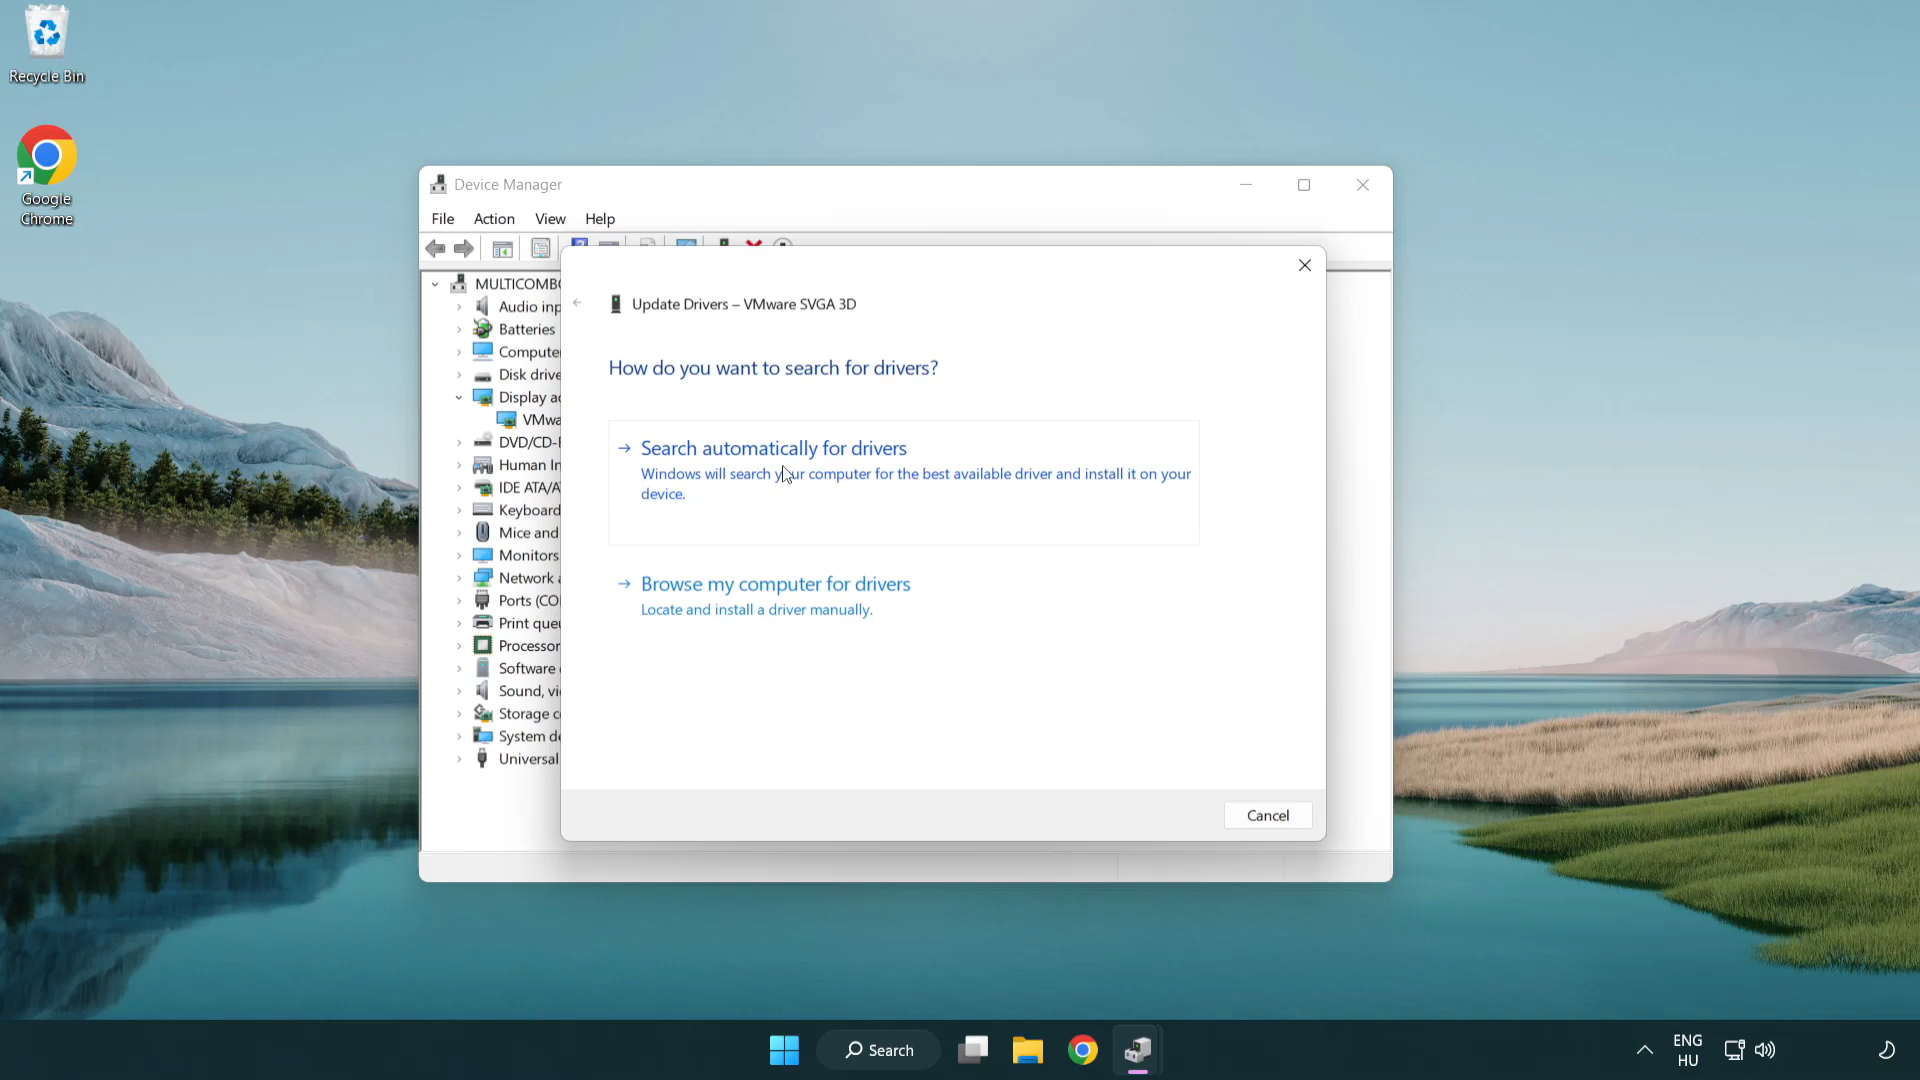 Recycle Bin
Google
Chrome
Device Manager
File Action View Help
MULTICOMBO
Audio inp
Batteries
Compute
Disk drive
Display ad
VMwa
DVD/CD-R
Human In
IDE ATA/A
Keyboard
Mice and
Monitors
Network a
Ports (CO
Print queu
Processor
Software
Sound, vi
Storage c
System de
Universal
Update Drivers – VMware SVGA 3D
How do you want to search for drivers?
Search automatically for drivers
Windows will search your computer for the best available driver and install it on your
device.
Browse my computer for drivers
Locate and install a driver manually.
Cancel
Search
ENG
HU